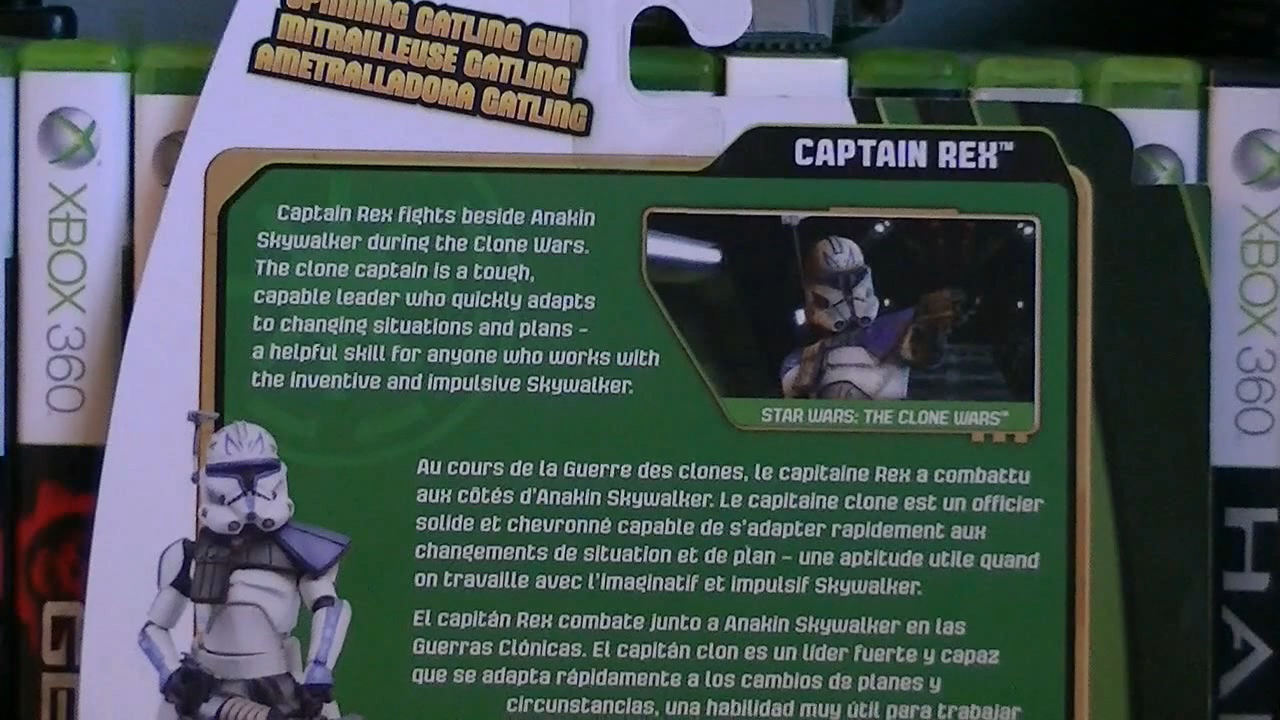 SPINNING GATLING GUN
MITRAILLEUSE GATLING
AMETRALLADORA GATLING
CAPTAIN REX™
Captain Rex fights beside Anakin
Skywalker during the Clone Wars.
The clone captain is a tough,
capable leader who quickly adapts
to changing situations and plans –
a helpful skill for anyone who works with
the inventive and impulsive Skywalker.
STAR WARS: THE CLONE WARS™
Au cours de la Guerre des clones, le capitaine Rex a combattu
aux côtés d'Anakin Skywalker. Le capitaine clone est un officier
solide et chevronné capable de s'adapter rapidement aux
changements de situation et de plan – une aptitude utile quand
on travaille avec l'imaginatif et impulsif Skywalker.
El capitán Rex combate junto a Anakin Skywalker en las
Guerras Clónicas. El capitán clon es un líder fuerte y capaz
que se adapta rápidamente a los cambios de planes y
circunstancias, una habilidad muy útil para trabajar
XBOX 360
XBOX 360